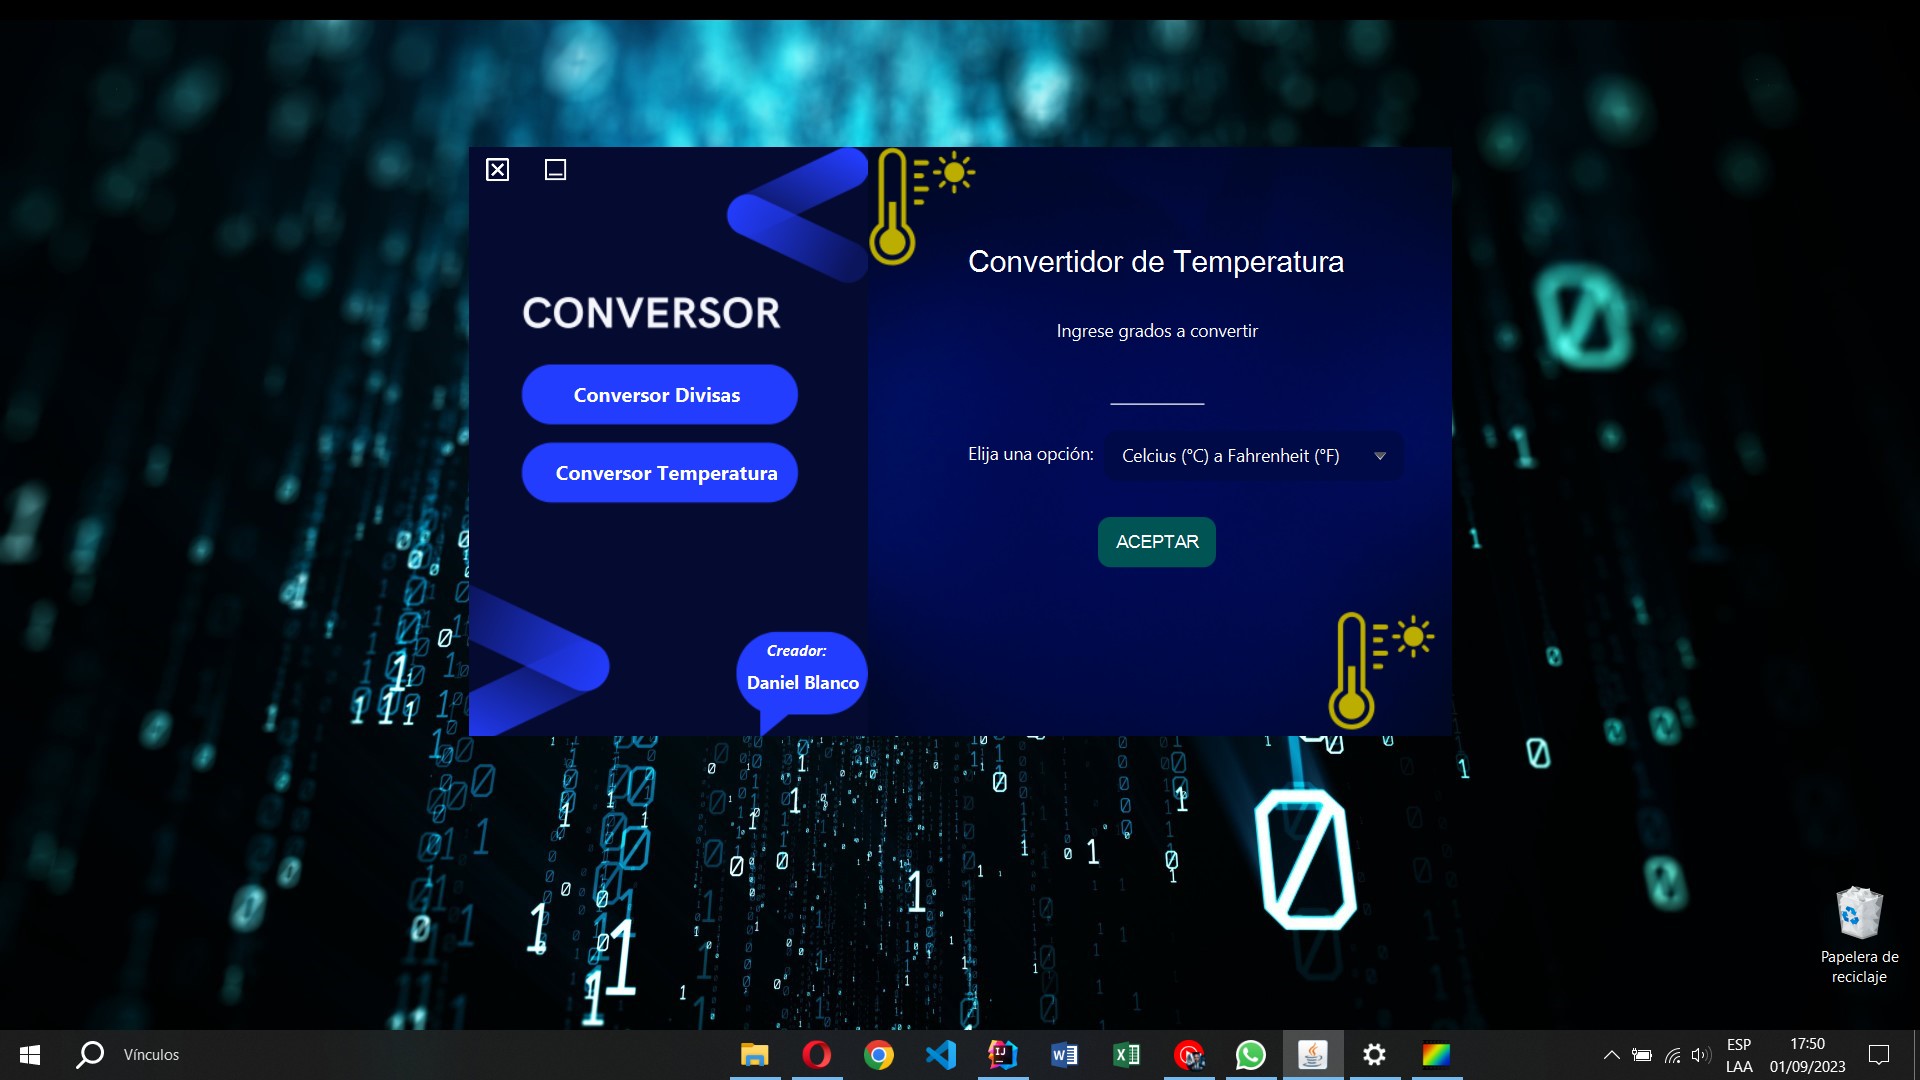 CONVERSOR
Conversor Divisas
Conversor Temperatura
Creador:
Daniel Blanco
Convertidor de Temperatura
Ingrese grados a convertir
Elija una opción:
Celcius (°C) a Fahrenheit (°F)
ACEPTAR
Papelera de
reciclaje
Vínculos
ESP
LAA
17:50
01/09/2023